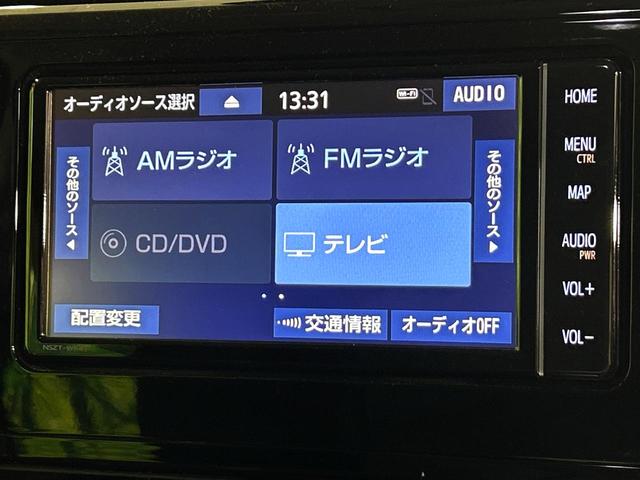 オーディオソース選択
13:31
Wi-Fi
AUDIO
その他のソース
AMラジオ
FMラジオ
その他のソース
CD/DVD
テレビ
配置変更
交通情報
オーディオOFF
HOME
MENU
CTRL
MAP
AUDIO
PWR
VOL+
VOL−